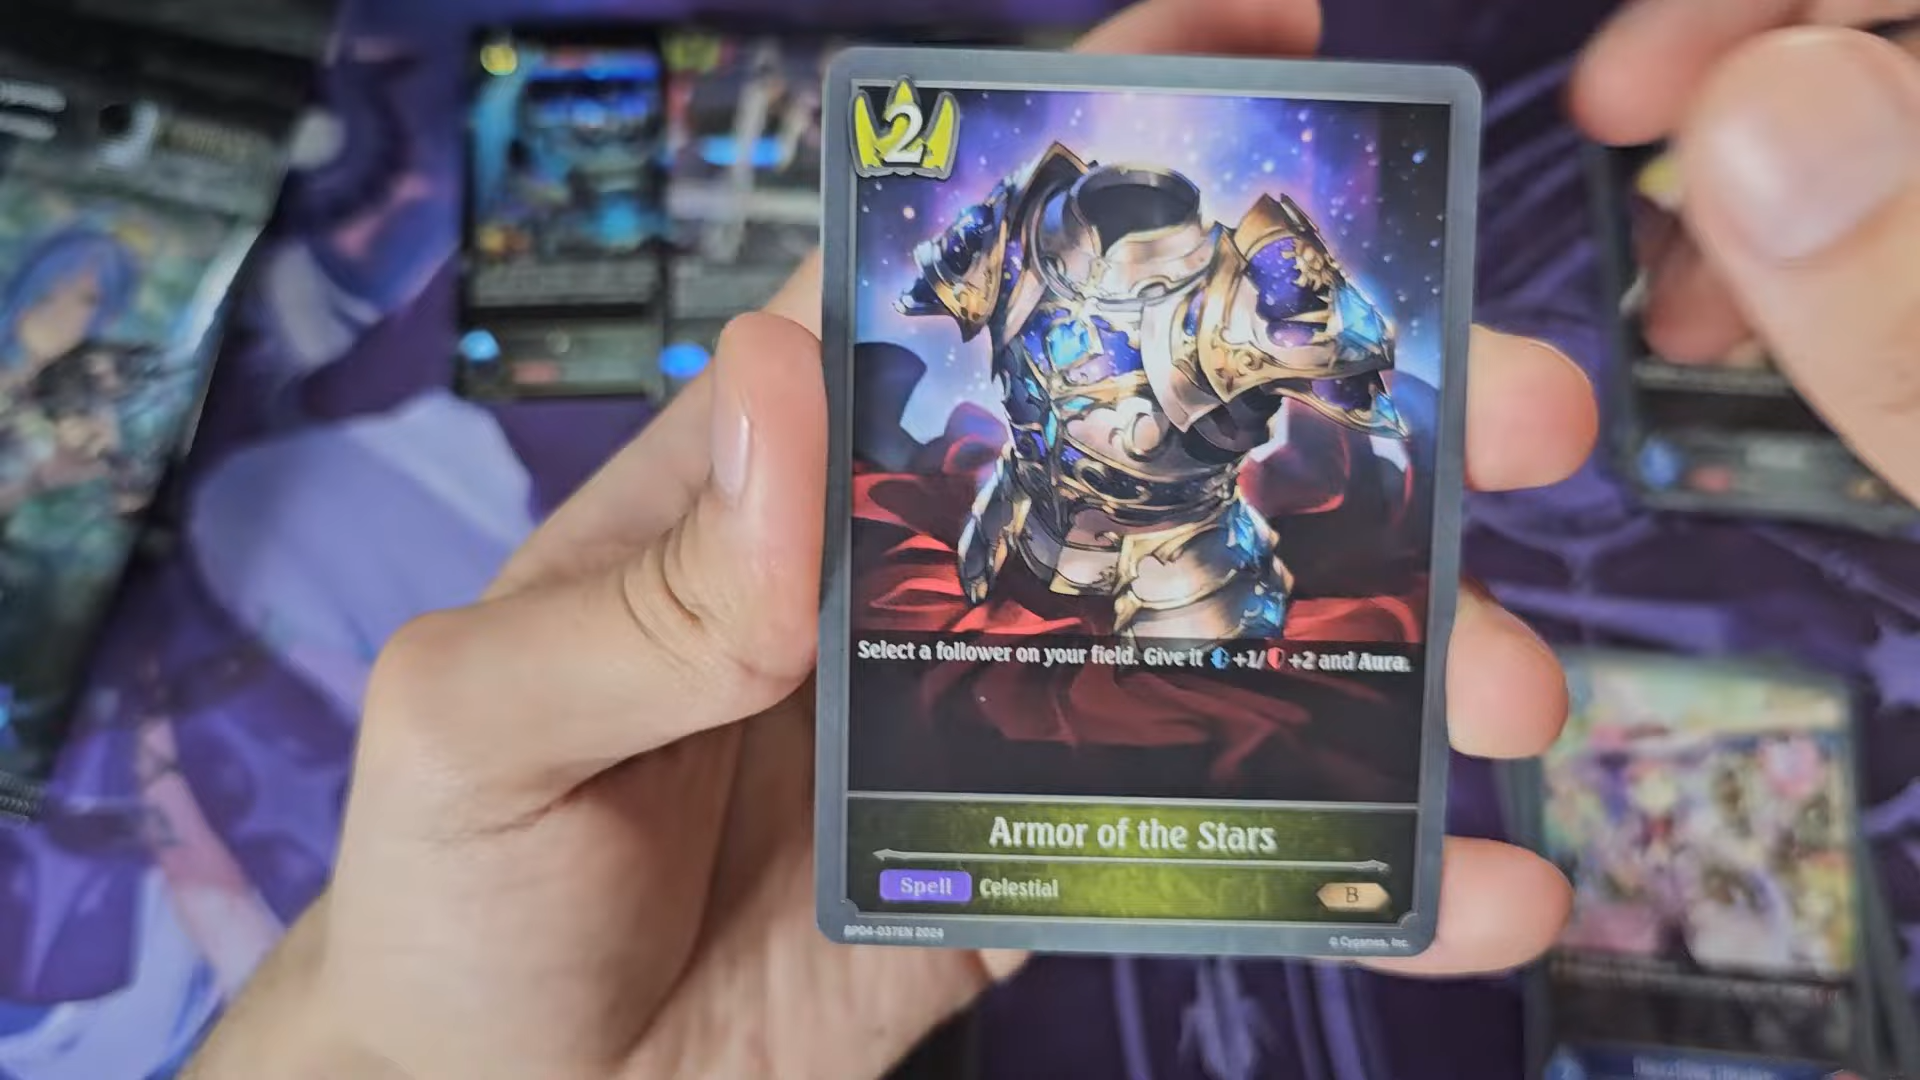 2
Select a follower on your field. Give it +1/ +2 and Aura.
Armor of the Stars
Spell Celestial
B
BP04-037EN 2024
© Cygames, Inc.